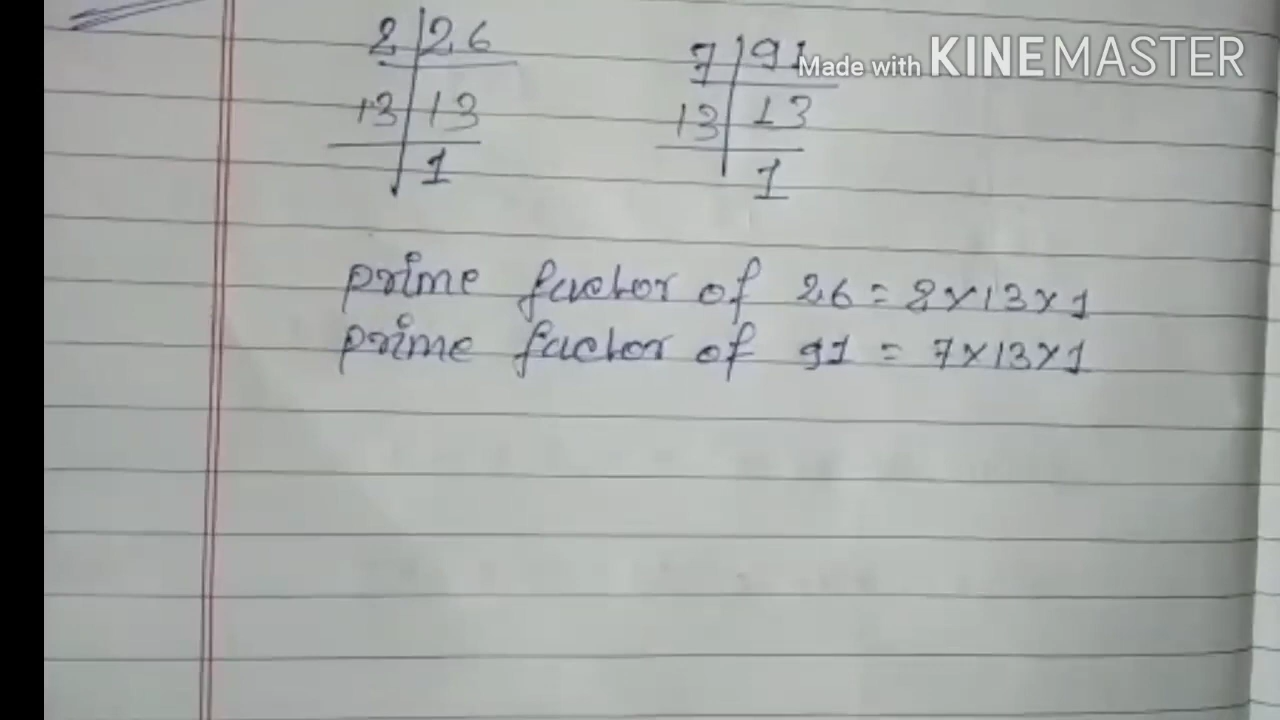 2 26 7 91
Made with KINEMASTER
13 13 13 13
1 1
prime factor of 26 = 2×13×1
prime factor of 91 = 7×13×1